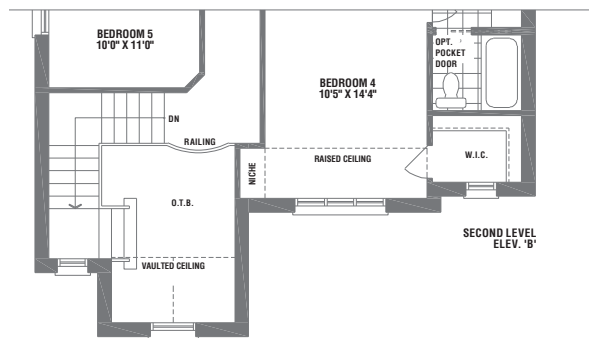 BEDROOM 5
10'0" X 11'0"
OPT.
POCKET
DOOR
BEDROOM 4
10'5" X 14'4"
DN
RAILING
RAISED CEILING
W.I.C.
NICHE
O.T.B.
SECOND LEVEL
ELEV. 'B'
VAULTED CEILING